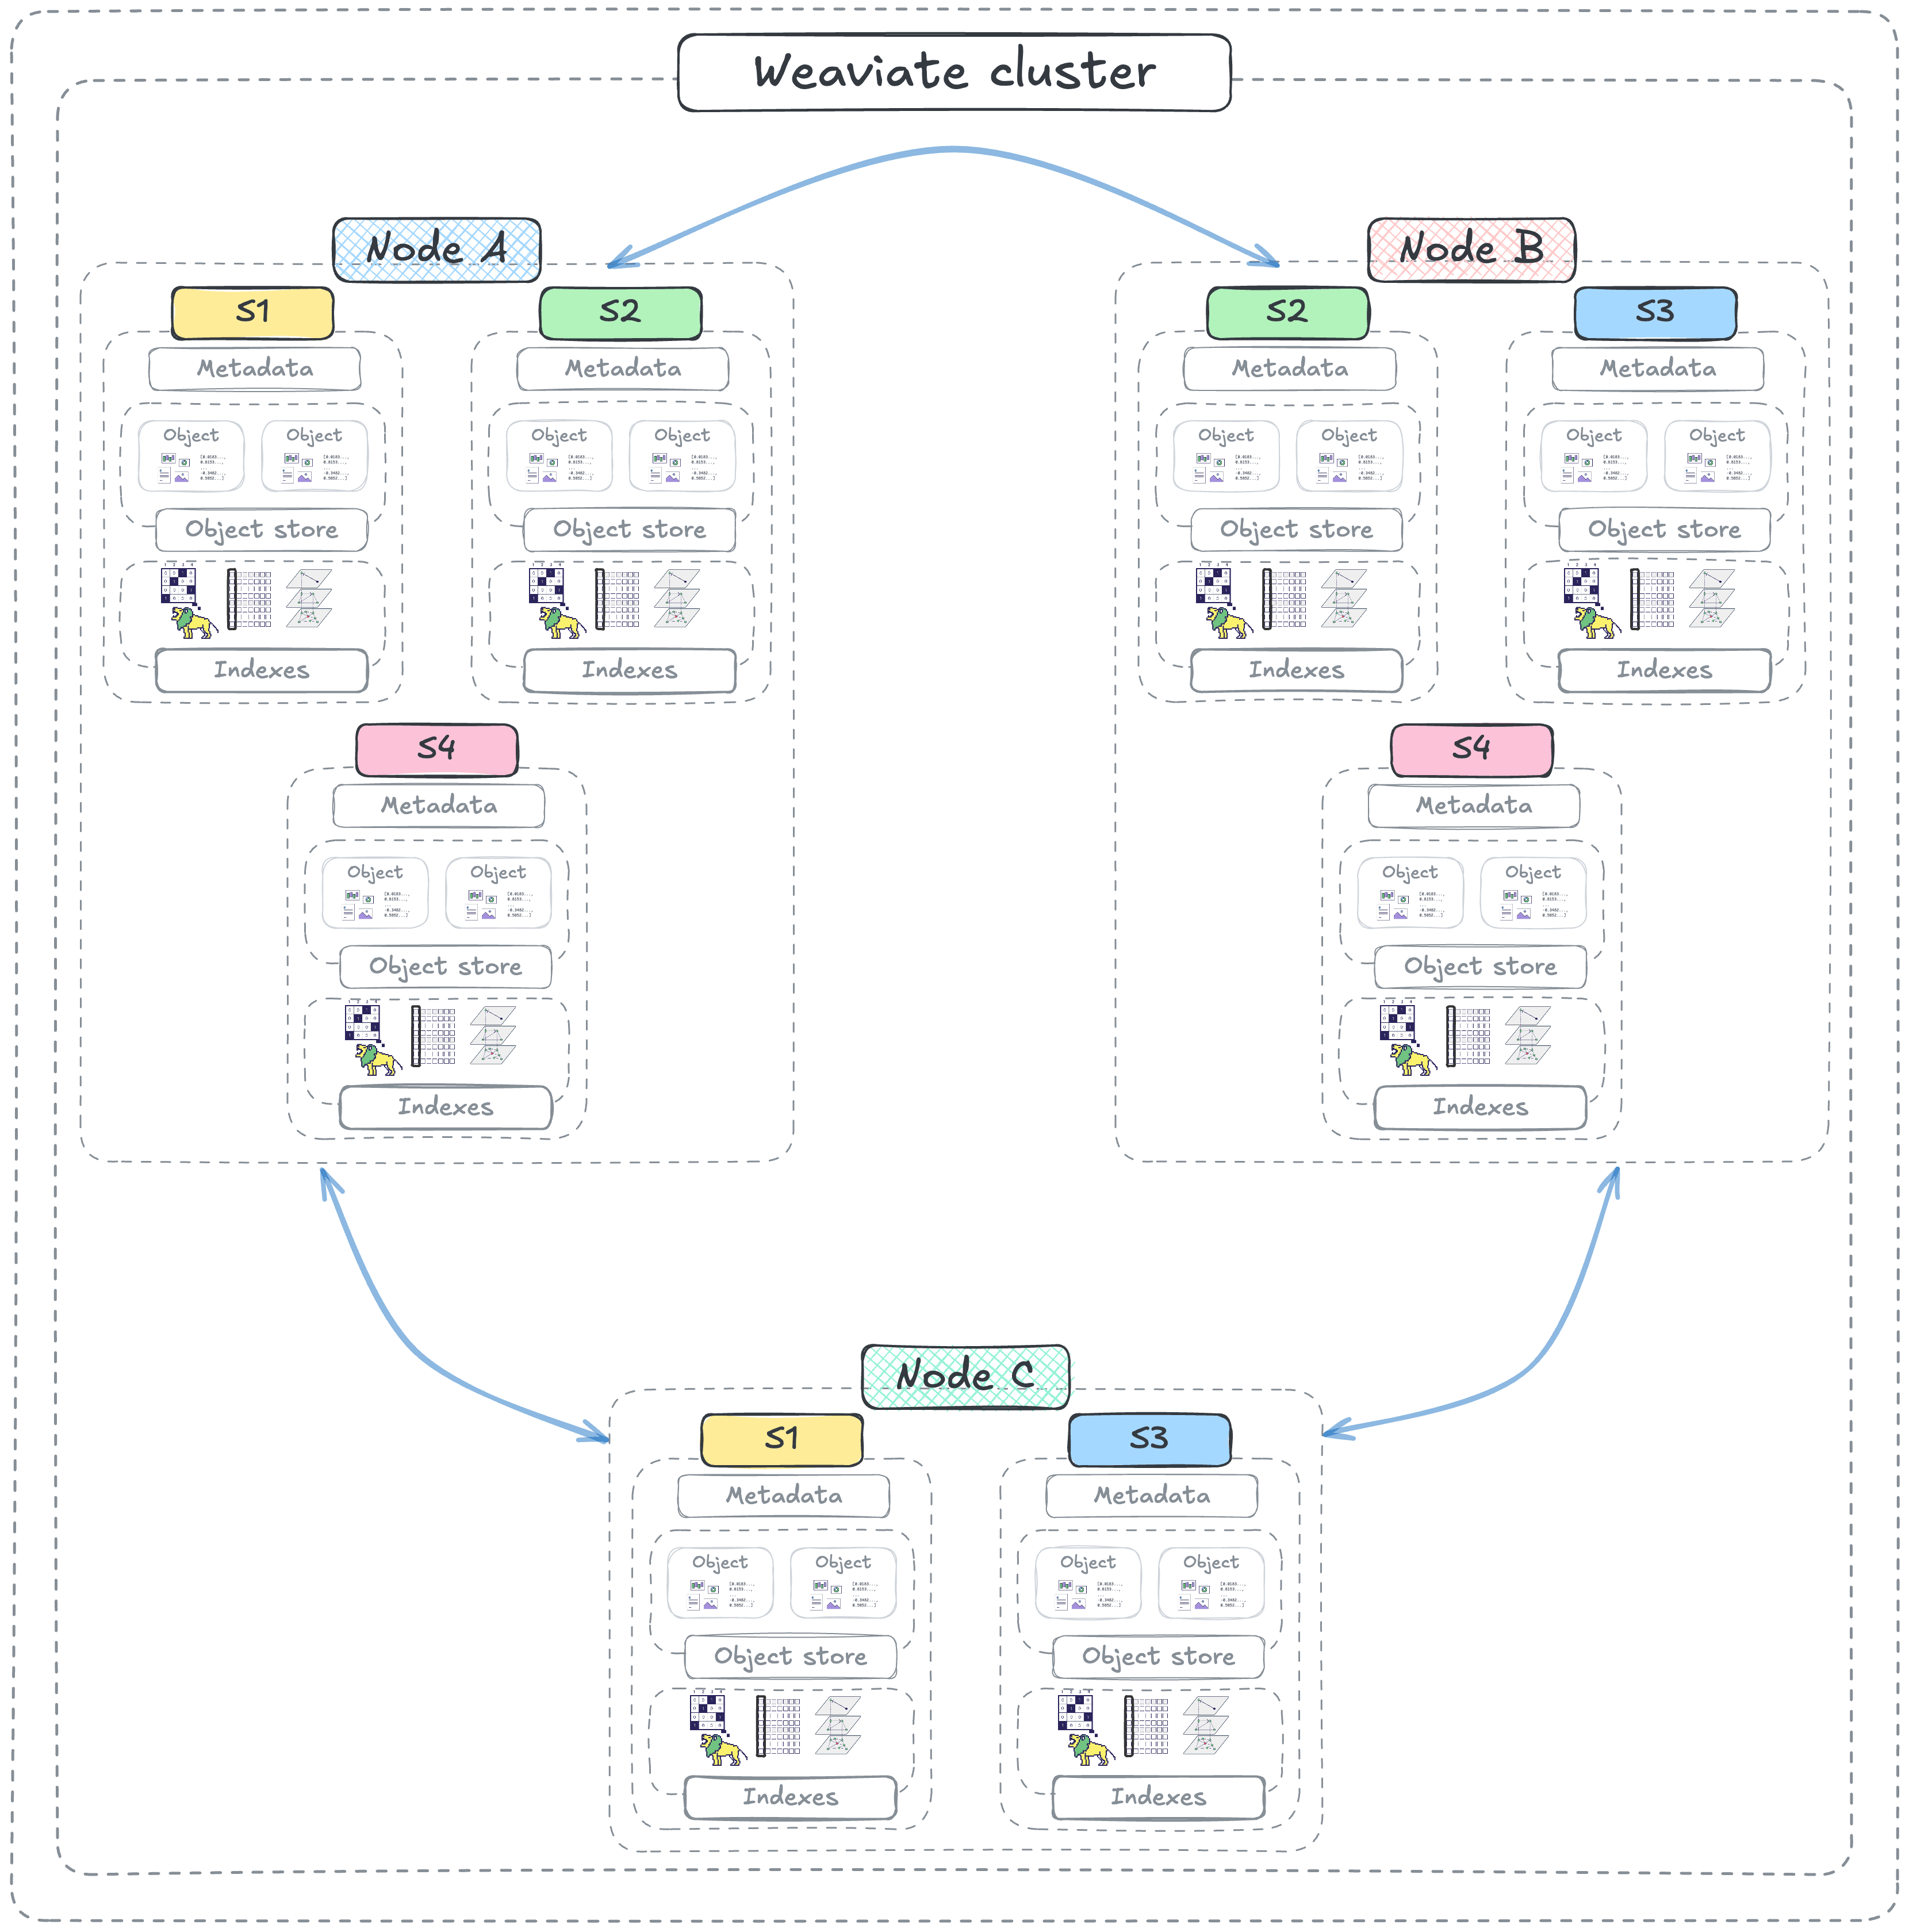 Weaviate cluster
Node A
S1
Metadata
Object
Object
Object store
Indexes
S2
Metadata
Object
Object
Object store
Indexes
S4
Metadata
Object
Object
Object store
Indexes
Node B
S2
Metadata
Object
Object
Object store
Indexes
S3
Metadata
Object
Object
Object store
Indexes
S4
Metadata
Object
Object
Object store
Indexes
Node C
S1
Metadata
Object
Object
Object store
Indexes
S3
Metadata
Object
Object
Object store
Indexes